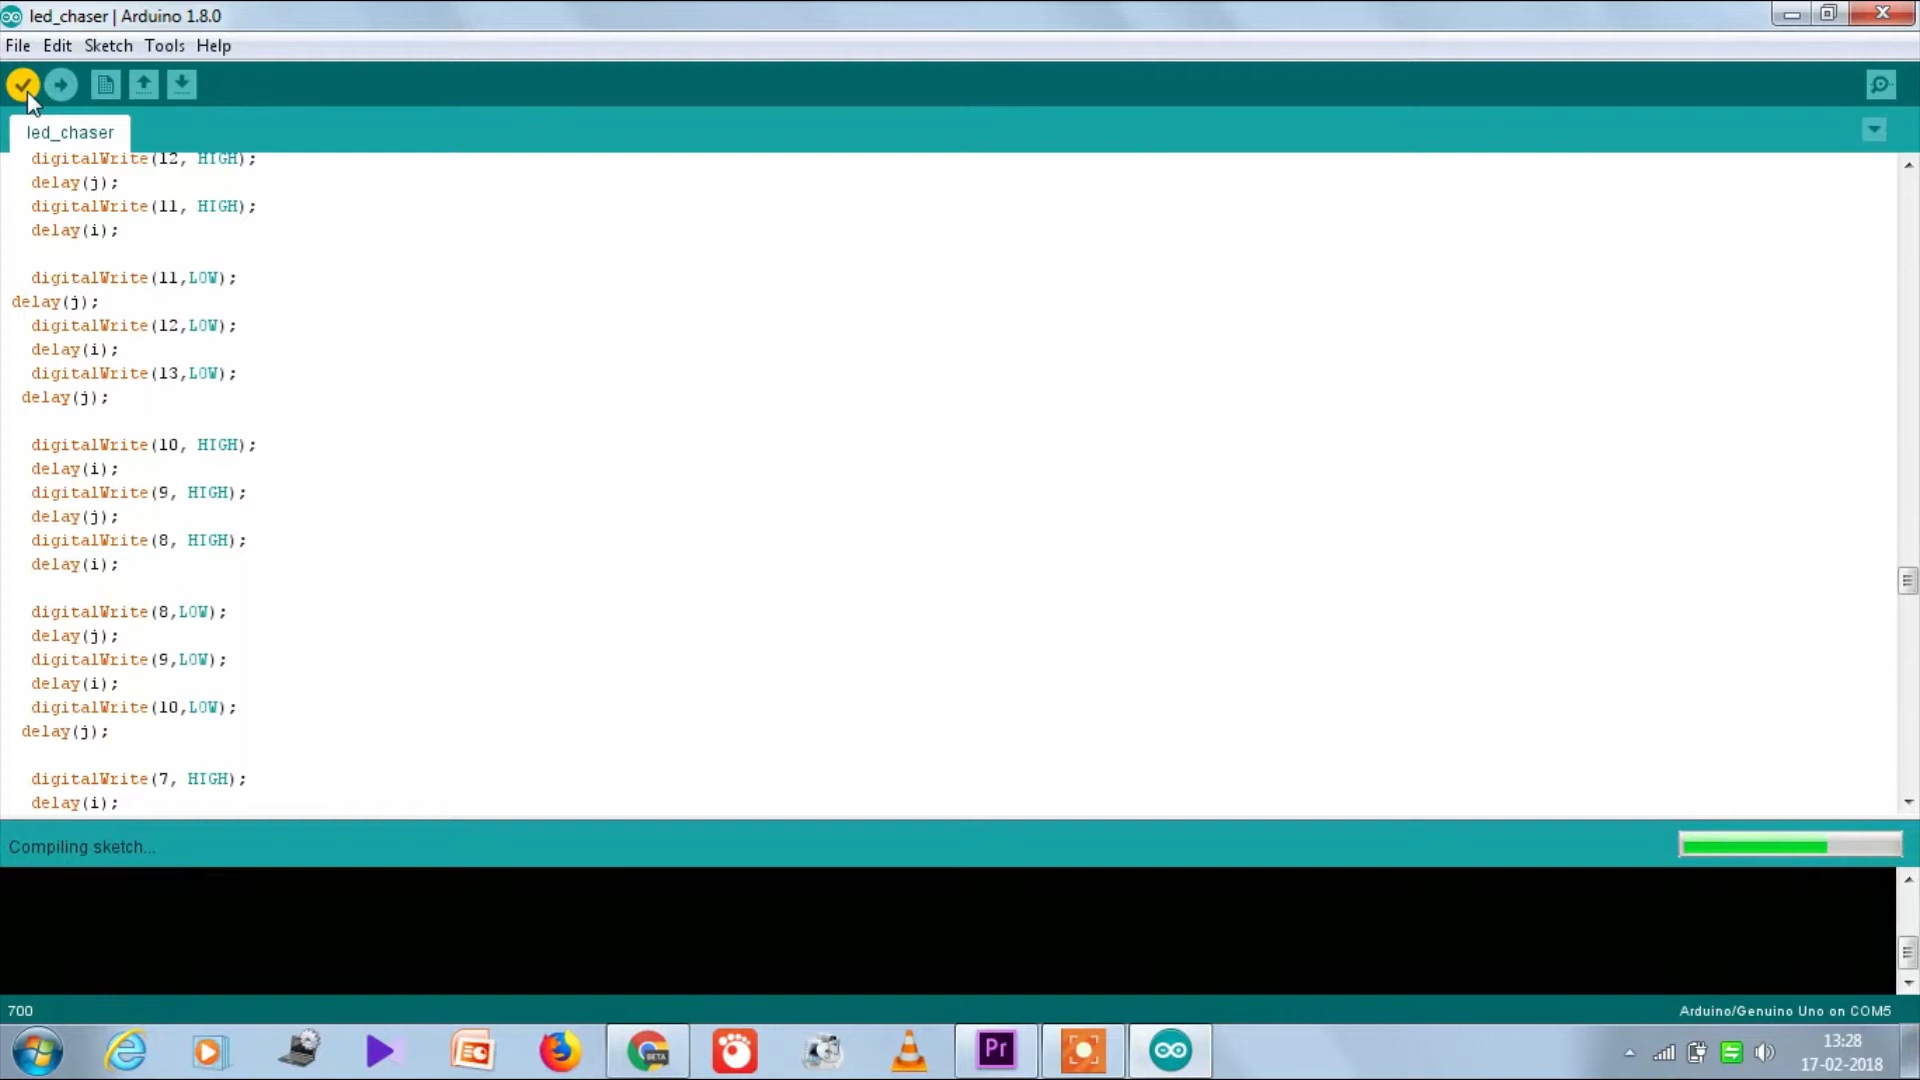 led_chaser | Arduino 1.8.0
File Edit Sketch Tools Help
led_chaser
digitalWrite(12, HIGH);
delay(j);
digitalWrite(11, HIGH);
delay(i);
digitalWrite(11,LOW);
delay(j);
digitalWrite(12,LOW);
delay(i);
digitalWrite(13,LOW);
delay(j);
digitalWrite(10, HIGH);
delay(i);
digitalWrite(9, HIGH);
delay(j);
digitalWrite(8, HIGH);
delay(i);
digitalWrite(8,LOW);
delay(j);
digitalWrite(9,LOW);
delay(i);
digitalWrite(10,LOW);
delay(j);
digitalWrite(7, HIGH);
delay(i);
Compiling sketch...
700
Arduino/Genuino Uno on COM5
BETA
Pr
13:28
17-02-2018